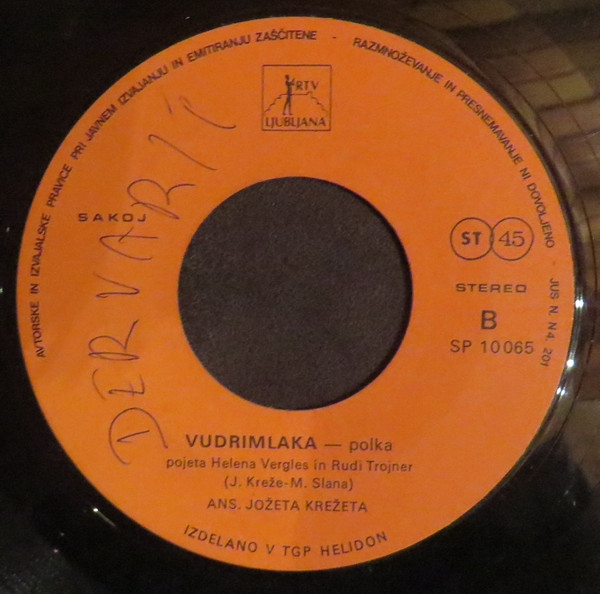 AVTORSKE IN IZVAJALSKE PRAVICE PRI JAVNEM IZVAJANJU IN EMITIRANJU ZAŠČITENE - RAZMNOŽEVANJE IN PRESNEMAVANJE NI DOVOLJENO - JUS N. N4. 201
RTV
LJUBLJANA
SAKOJ
DERVARIČ
ST 45
STEREO
B
SP 10065
VUDRIMLAKA — polka
pojeta Helena Vergles in Rudi Trojner
(J. Kreže-M. Slana)
ANS. JOŽETA KREŽETA
IZDELANO V TGP HELIDON